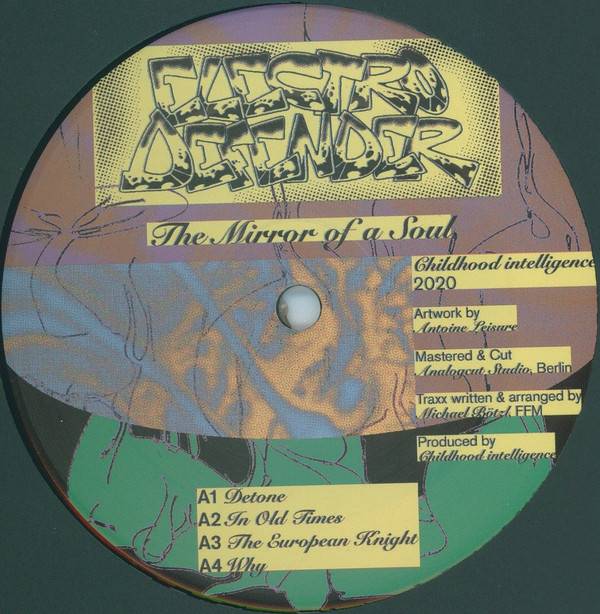 ELECTRO
DEFENDER
The Mirror of a Soul
Childhood intelligence
2020
Artwork by
Antoine Leisure
Mastered & Cut
Analogcut Studio, Berlin
Traxx written & arranged by
Michael Bötzl, FFM
Produced by
Childhood intelligence
A1 Detone
A2 In Old Times
A3 The European Knight
A4 Why